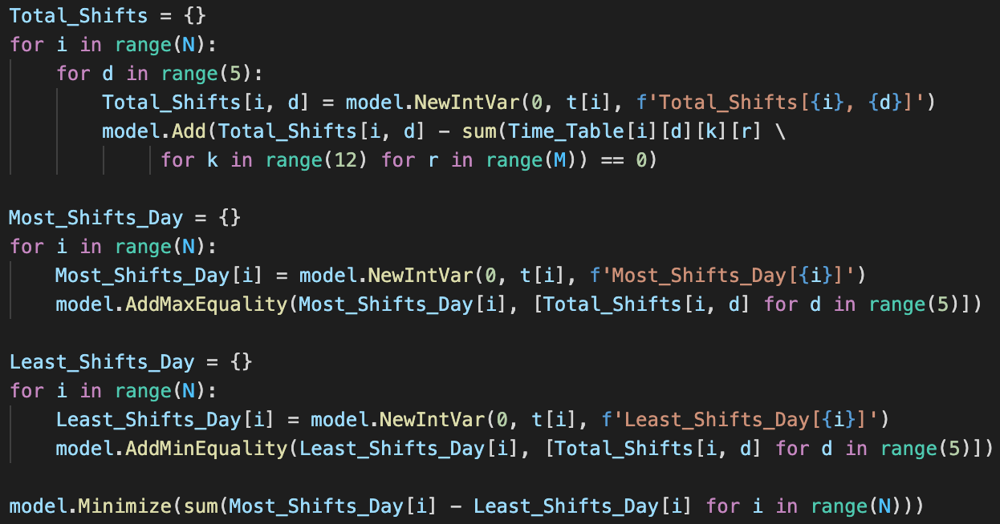 Total_Shifts = {}
for i in range(N):
    for d in range(5):
        Total_Shifts[i, d] = model.NewIntVar(0, t[i], f'Total_Shifts[{i}, {d}]')
        model.Add(Total_Shifts[i, d] - sum(Time_Table[i][d][k][r] \
             for k in range(12) for r in range(M)) == 0)

Most_Shifts_Day = {}
for i in range(N):
    Most_Shifts_Day[i] = model.NewIntVar(0, t[i], f'Most_Shifts_Day[{i}]')
    model.AddMaxEquality(Most_Shifts_Day[i], [Total_Shifts[i, d] for d in range(5)])

Least_Shifts_Day = {}
for i in range(N):
    Least_Shifts_Day[i] = model.NewIntVar(0, t[i], f'Least_Shifts_Day[{i}]')
    model.AddMinEquality(Least_Shifts_Day[i], [Total_Shifts[i, d] for d in range(5)])

model.Minimize(sum(Most_Shifts_Day[i] - Least_Shifts_Day[i] for i in range(N)))